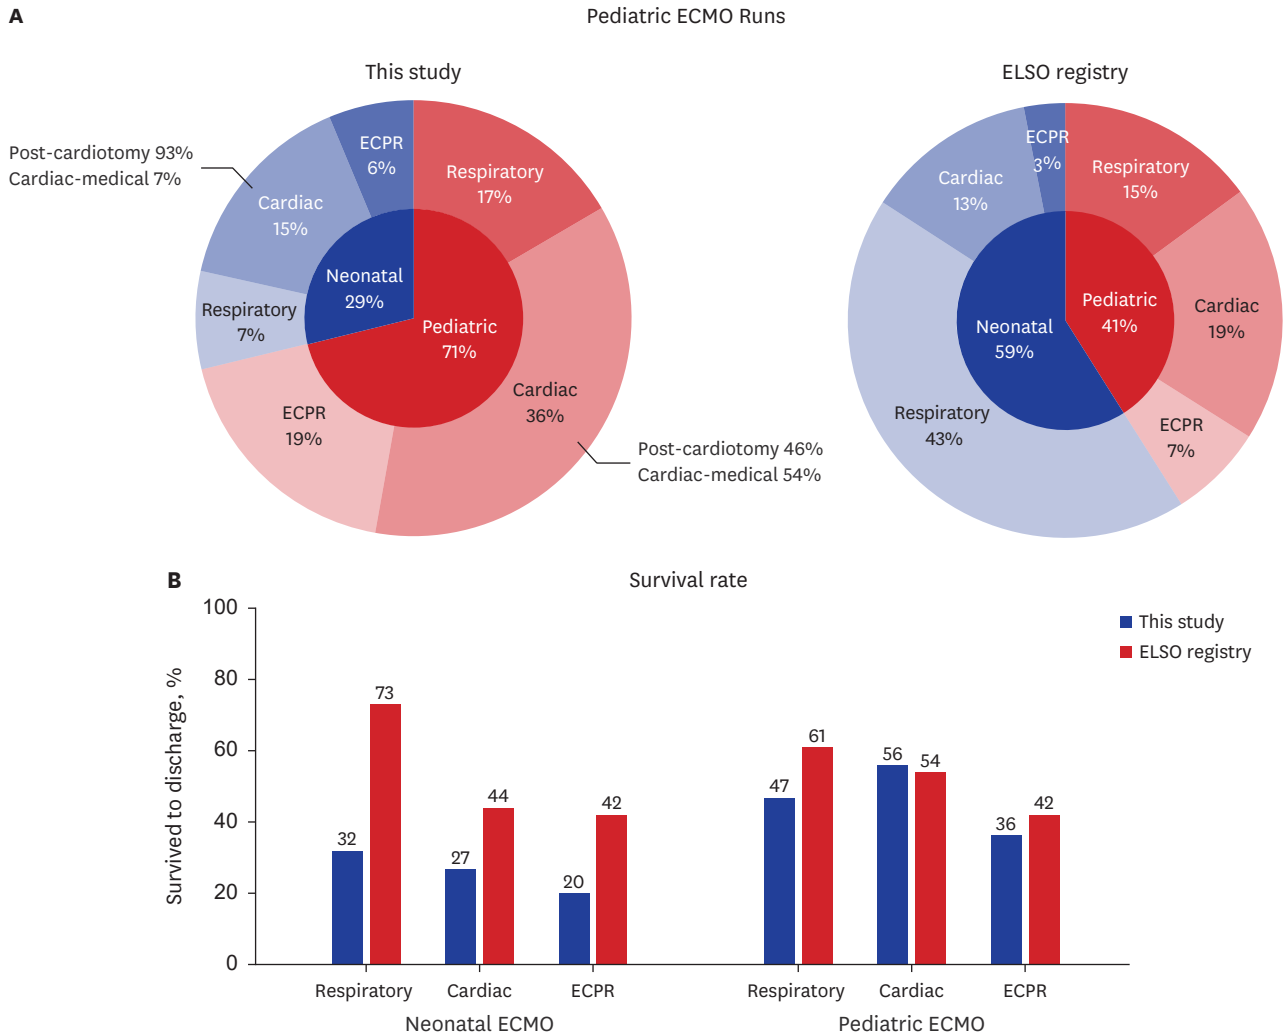 A
Pediatric ECMO Runs
This study
ECPR
6%
Respiratory
17%
Post-cardiotomy 93%
Cardiac-medical 7%
Cardiac
15%
Neonatal
29%
Respiratory
7%
Pediatric
71%
Cardiac
36%
ECPR
19%
Post-cardiotomy 46%
Cardiac-medical 54%
ELSO registry
ECPR
3%
Respiratory
15%
Cardiac
13%
Pediatric
41%
Cardiac
19%
Neonatal
59%
Respiratory
43%
ECPR
7%
B
Survival rate
This study
ELSO registry
Survived to discharge, %
100
80
60
40
20
0
32
73
27
44
20
42
47
61
56
54
36
42
Respiratory
Cardiac
ECPR
Respiratory
Cardiac
ECPR
Neonatal ECMO
Pediatric ECMO